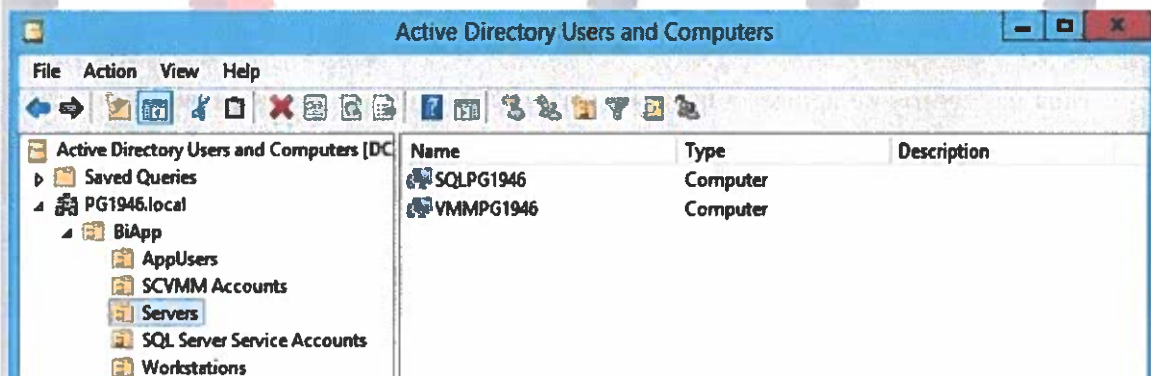 Active Directory Users and Computers
File Action View Help
Active Directory Users and Computers [DC
Name Type Description
Saved Queries
SQLPG1946 Computer
PG1946.local
VMMPG1946 Computer
BiApp
AppUsers
SCVMM Accounts
Servers
SQL Server Service Accounts
Workstations